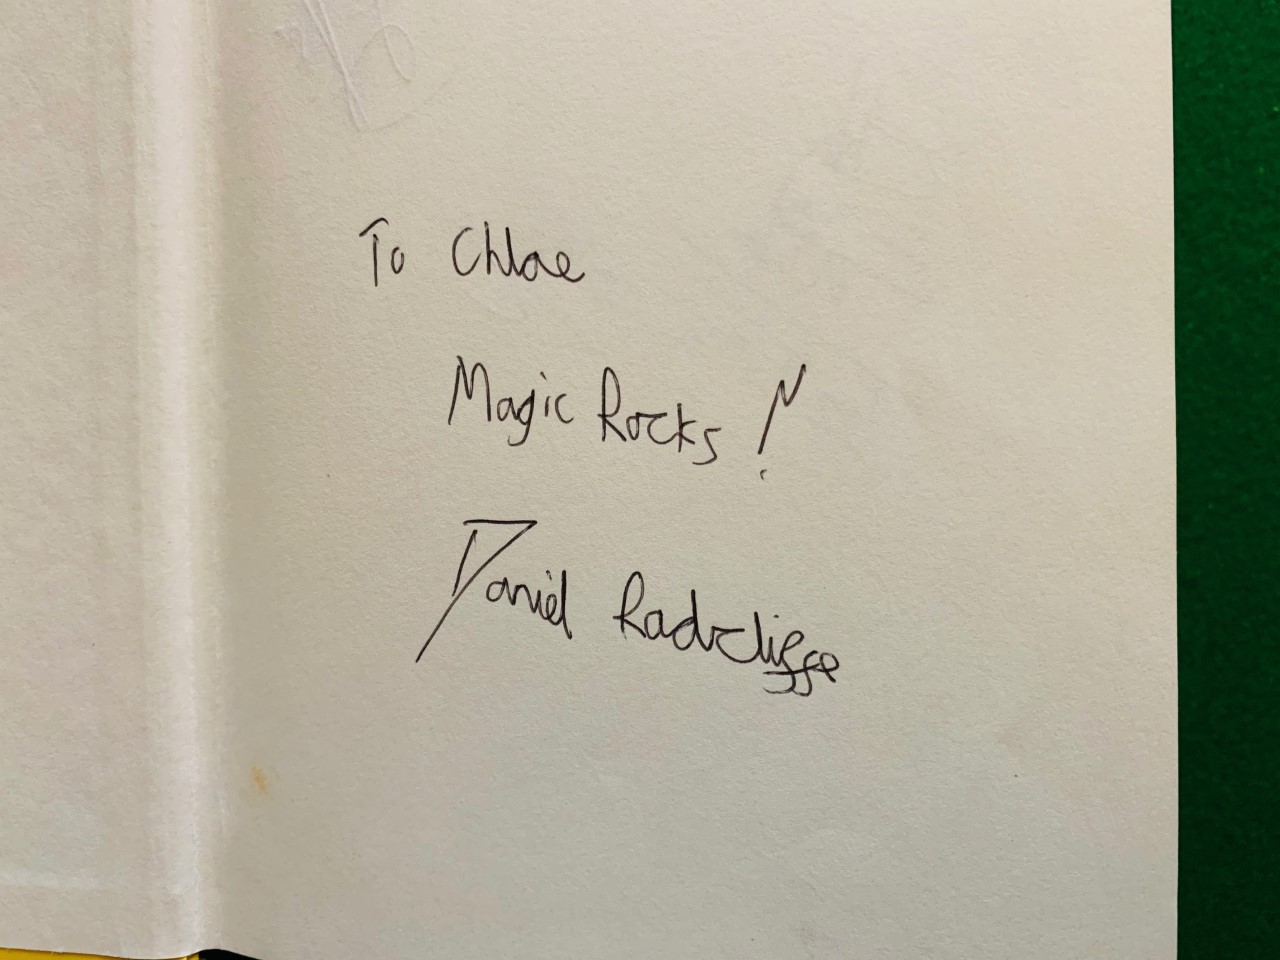 To Chloe
Magic Rocks!
Daniel Radcliffe